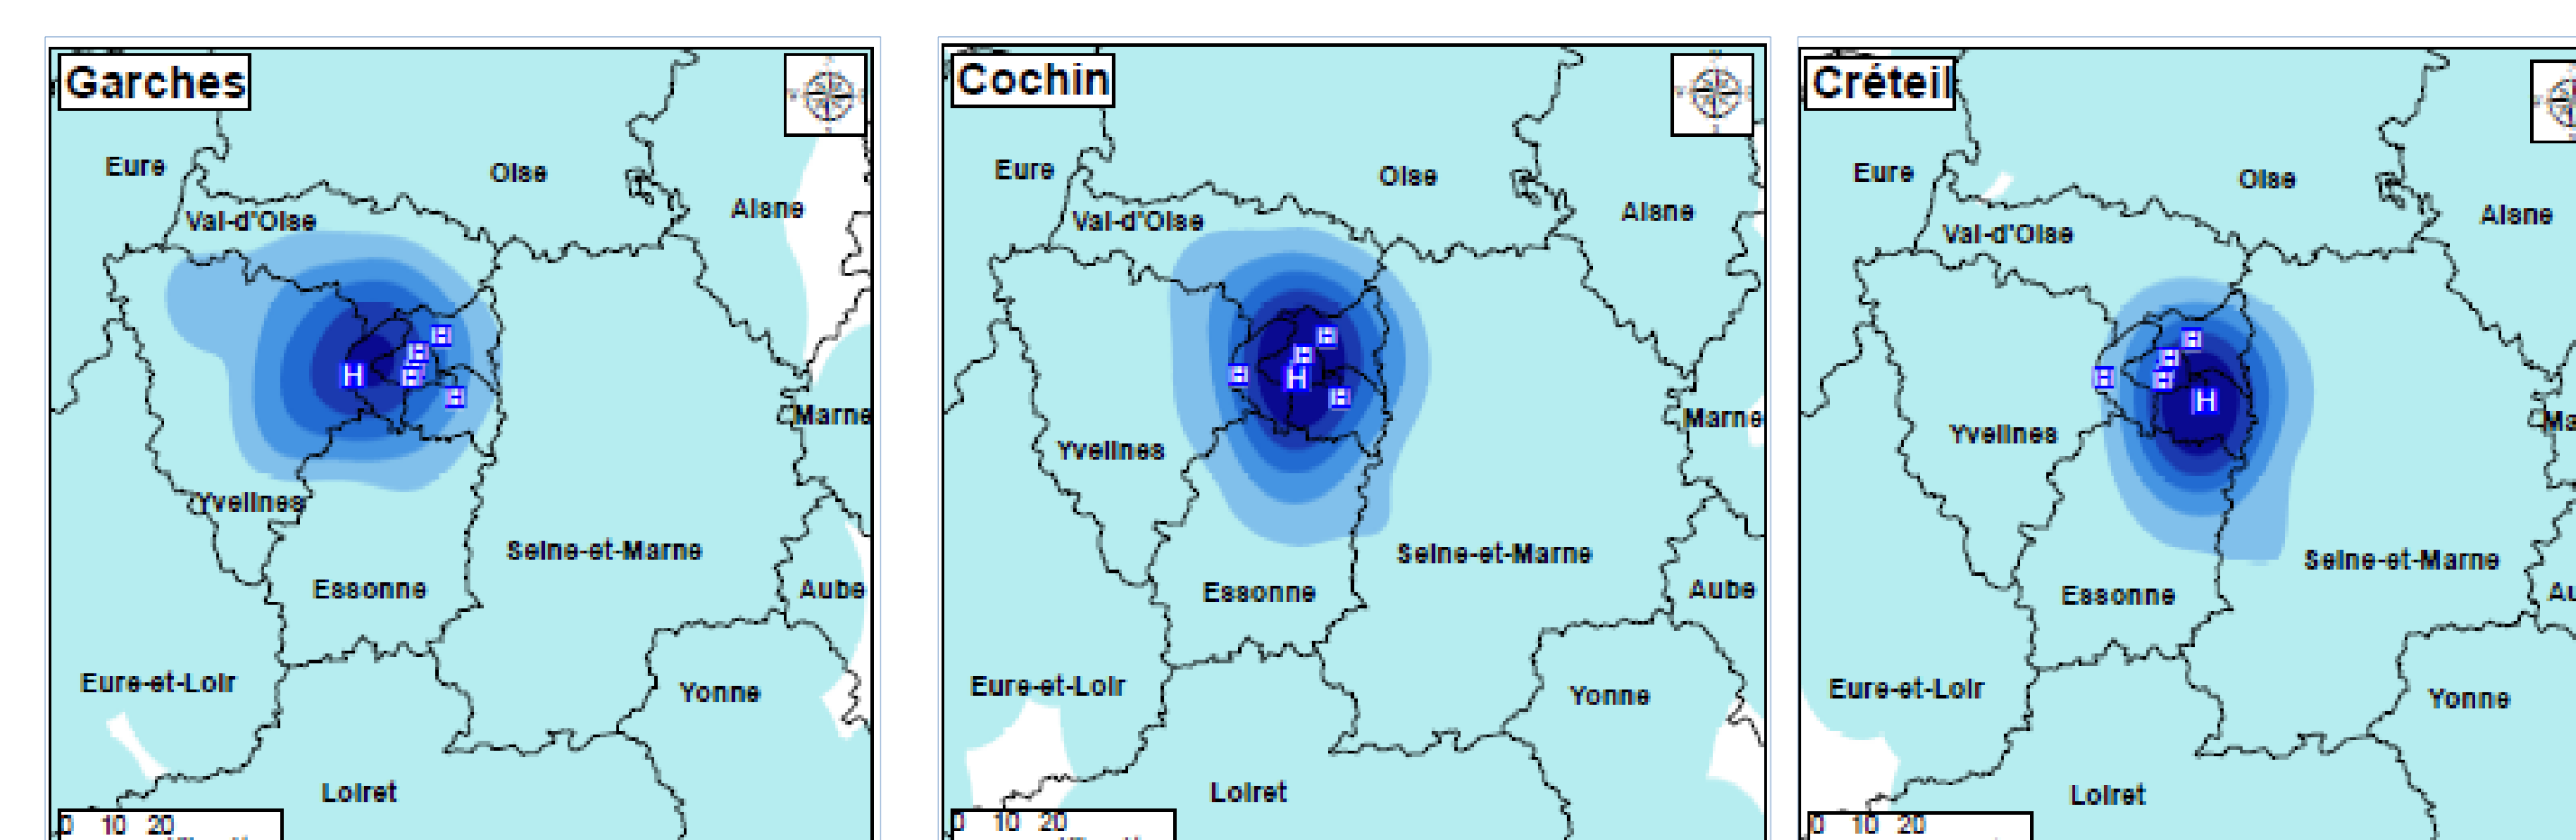 Garches
Eure
Oise
Aisne
Val-d'Oise
H
H
H
H
H
Marne
Yvelines
Seine-et-Marne
Essonne
Aube
Eure-et-Loir
Yonne
Loiret
0 10 20
Cochin
Eure
Oise
Aisne
Val-d'Oise
H
H
H
H
H
Marne
Yvelines
Seine-et-Marne
Essonne
Aube
Eure-et-Loir
Yonne
Loiret
0 10 20
Créteil
Eure
Oise
Aisne
Val-d'Oise
H
H
H
H
H
Ma
Yvelines
Seine-et-Marne
Essonne
Au
Eure-et-Loir
Yonne
Loiret
0 10 20